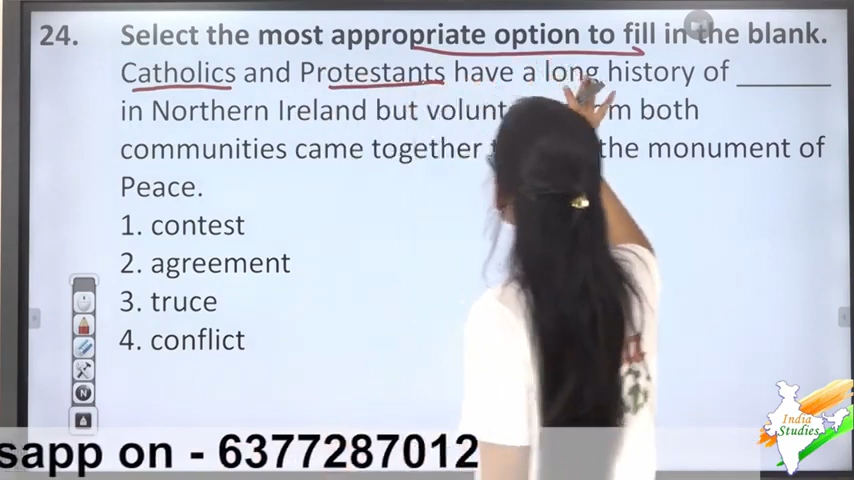 24. Select the most appropriate option to fill in the blank.
Catholics and Protestants have a long history of ________
in Northern Ireland but m both
communities came together the monument of
Peace.
1. contest
2. agreement
3. truce
4. conflict
N
sapp on - 6377287012
India
Studies